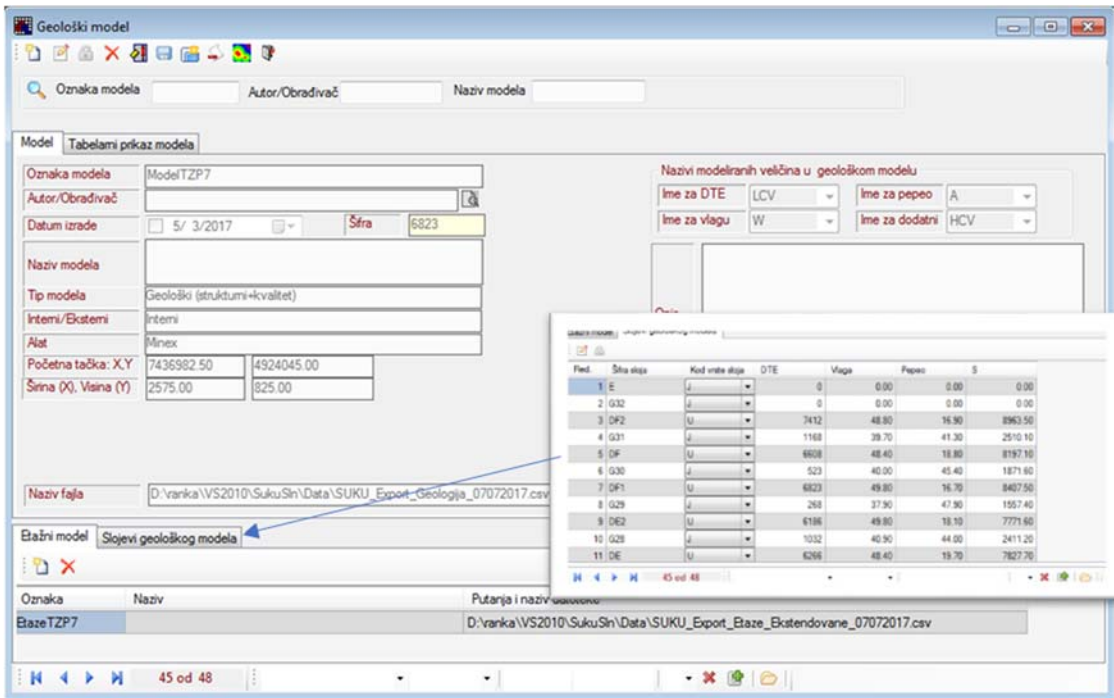 Geološki model
Oznaka modela Autor/Obrađivač Naziv modela
Model Tabelarni prikaz modela
Oznaka modela ModelTZP7
Autor/Obrađivač
Datum izrade 5/ 3/2017 Šifra 6823
Naziv modela
Tip modela Geološki (strukturni+kvalitet)
Interni/Eksterni Interni
Alat Minex
Početna tačka: X,Y 7436982.50 4924045.00
Širina (X), Visina (Y) 2575.00 825.00
Naziv fajla D:\ranka\VS2010\SukuSln\Data\SUKU_Export_Geologija_07072017.csv
Nazivi modeliranih veličina u geološkom modelu
Ime za DTE LCV Ime za pepeo A
Ime za vlagu W Ime za dodatni HCV
Red. Šifra sloja Kod vrste sloja DTE Vlaga Pepeo S
1 E J 0 0.00 0.00 0.00
2 G32 J 0 0.00 0.00 0.00
3 DF2 U 7412 48.80 16.90 8963.50
4 G31 J 1168 39.70 41.30 2510.10
5 DF U 6608 48.40 18.80 8197.10
6 G30 J 523 40.00 45.40 1871.60
7 DF1 U 6823 49.80 16.70 8407.50
8 G29 J 268 37.90 47.90 1557.40
9 DE2 U 6186 49.80 18.10 7771.60
10 G28 J 1032 40.90 44.00 2411.20
11 DE U 6266 48.40 19.70 7827.70
45 od 48
Etažni model Slojevi geološkog modela
Oznaka Naziv Putanja i naziv
EtazeTZP7 D:\ranka\VS2010\SukuSln\Data\SUKU_Export_Etaze_Ekstendovane_07072017.csv
45 od 48